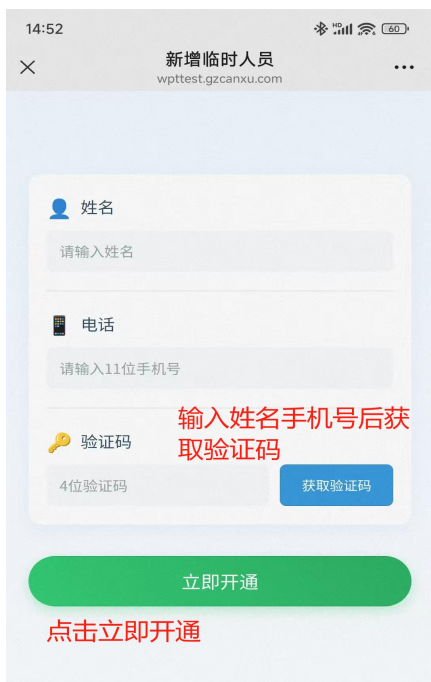 14:52
HD
60
新增临时人员
wpttest.gzcanxu.com
姓名
请输入姓名
电话
请输入11位手机号
输入姓名手机号后获
取验证码
验证码
4位验证码
获取验证码
立即开通
点击立即开通